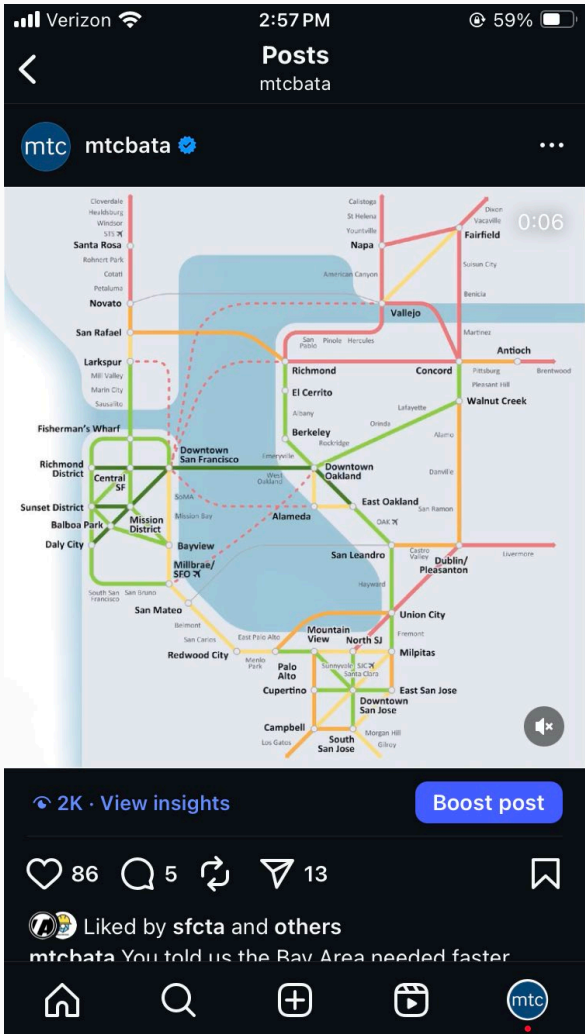 Verizon
2:57 PM
59%
Posts
mtcbata
mtc
mtcbata
0:06
Cloverdale
Healdsburg
Windsor
STS
Santa Rosa
Rohnert Park
Cotati
Petaluma
Novato
San Rafael
Larkspur
Mill Valley
Marin City
Sausalito
Calistoga
St Helena
Yountville
Napa
American Canyon
Vallejo
Dixon
Vacaville
Fairfield
Suisun City
Benicia
Martinez
San Pablo
Pinole
Hercules
Richmond
Concord
Antioch
Pittsburg
Brentwood
Pleasant Hill
Walnut Creek
El Cerrito
Albany
Berkeley
Rockridge
Orinda
Lafayette
Alamo
Danville
San Ramon
Fisherman's Wharf
Richmond
District
Central
SF
Downtown
San Francisco
Emeryville
West
Oakland
Downtown
Oakland
Sunset District
Balboa Park
Mission
District
SoMA
Mission Bay
Alameda
East Oakland
OAK
Daly City
Bayview
Millbrae/
SFO
San Leandro
Castro
Valley
Dublin/
Pleasanton
Livermore
South San
Francisco
San Bruno
San Mateo
Hayward
Union City
Fremont
Belmont
San Carlos
Redwood City
East Palo Alto
Menlo
Park
Palo
Alto
Mountain
View
North SJ
Milpitas
Sunnyvale
SJC
Santa Clara
Cupertino
East San Jose
Downtown
San Jose
Campbell
Los Gatos
South
San Jose
Morgan Hill
Gilroy
2K · View insights
Boost post
86
5
13
Liked by sfcta and others
mtcbata You told us the Bay Area needed faster
mtc